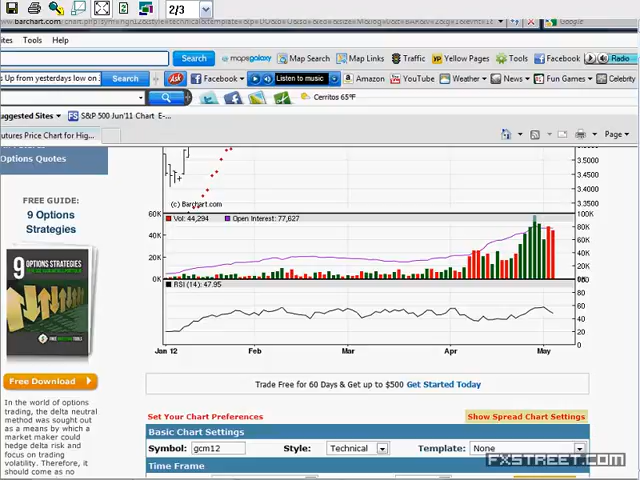 2/3
ites Tools Help
Search mapsgalaxy Map Search Map Links Traffic Yellow Pages Tools Facebook Radio
s Up from yesterdays low on Search Ask Facebook Listen to music Amazon YouTube Weather News Fun Games Celebrity
Cerritos 65°F
uggested Sites S&P 500 Jun'11 Chart E-...
utures Price Chart for Hig... Page
Options Quotes
FREE GUIDE:
9 Options
Strategies
9 OPTIONS
STRATEGIES
Free Download
In the world of options
trading, the delta neutral
method was sought out
as a means by which a
market maker could
hedge delta risk and
focus on trading
volatility. Therefore, it
should come as no
3.5000
3.4500
3.4000
3.3500
(c) Barchart.com
Vol: 44,294 Open Interest: 77,627
60K
40K
20K
0K
100K
80K
60K
40K
20K
RSI (14): 47.95
80
60
40
20
0
Jan 12 Feb Mar Apr May
Trade Free for 60 Days & Get up to $500 Get Started Today
Set Your Chart Preferences Show Spread Chart Settings
Basic Chart Settings
Symbol: gcm12 Style: Technical Template: None
Time Frame
FXSTREET.COM